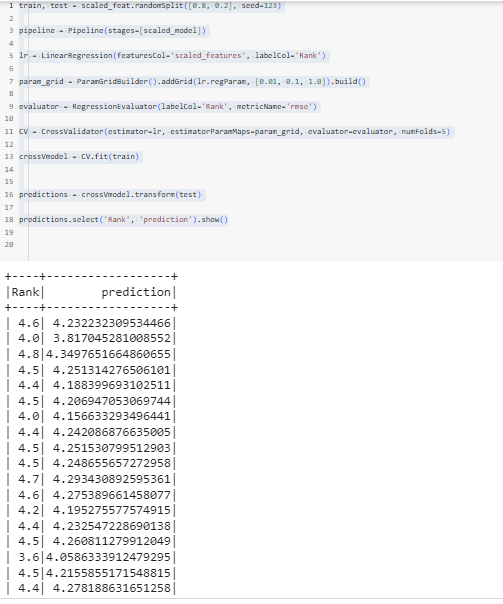 1 train, test = scaled_feat.randomSplit([0.8, 0.2], seed=123)
2
3 pipeline = Pipeline(stages=[scaled_model])
4
5 lr = LinearRegression(featuresCol='scaled_features', labelCol='Rank')
6
7 param_grid = ParamGridBuilder().addGrid(lr.regParam, [0.01, 0.1, 1.0]).build()
8
9 evaluator = RegressionEvaluator(labelCol='Rank', metricName='rmse')
10
11 CV = CrossValidator(estimator=lr, estimatorParamMaps=param_grid, evaluator=evaluator, numFolds=5)
12
13 crossVmodel = CV.fit(train)
14
15
16 predictions = crossVmodel.transform(test)
17
18 predictions.select('Rank', 'prediction').show()
19
20
+----+------------------+
|Rank|        prediction|
+----+------------------+
| 4.6| 4.232232309534466|
| 4.0| 3.817045281008552|
| 4.8|4.3497651664860655|
| 4.5| 4.251314276506101|
| 4.4| 4.188399693102511|
| 4.5| 4.206947053069744|
| 4.0| 4.156633293496441|
| 4.4| 4.242086876635005|
| 4.5| 4.251530799512903|
| 4.5| 4.248655657272958|
| 4.7| 4.293430892595361|
| 4.6| 4.275389661458077|
| 4.2| 4.195275577574915|
| 4.4| 4.232547228690138|
| 4.5| 4.260811279912049|
| 3.6|4.0586333912479295|
| 4.5|4.2155855171548815|
| 4.4| 4.278188631651258|